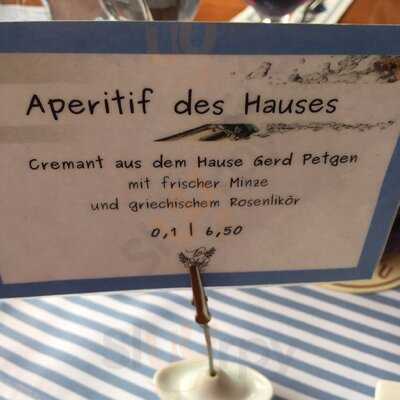 Aperitif des Hauses
Cremant aus dem Hause Gerd Petgen
mit frischer Minze
und griechischem Rosenlikör
0,1 l 6,50